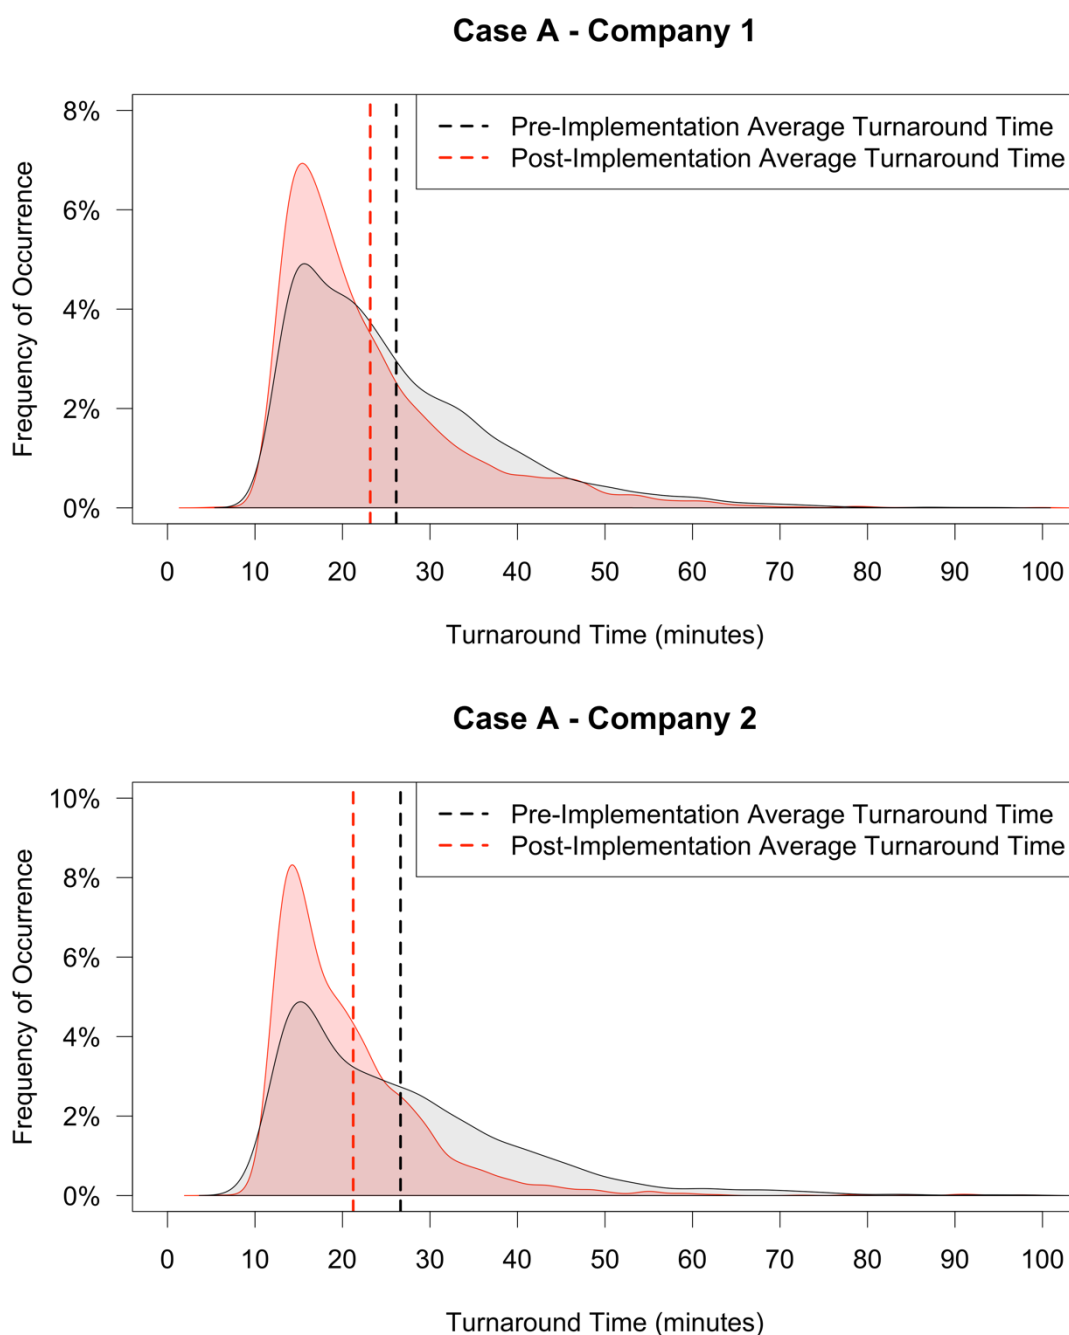 Case A - Company 1
Pre-Implementation Average Turnaround Time
Post-Implementation Average Turnaround Time
Frequency of Occurrence
8%
6%
4%
2%
0%
0 10 20 30 40 50 60 70 80 90 100
Turnaround Time (minutes)
Case A - Company 2
Pre-Implementation Average Turnaround Time
Post-Implementation Average Turnaround Time
Frequency of Occurrence
10%
8%
6%
4%
2%
0%
0 10 20 30 40 50 60 70 80 90 100
Turnaround Time (minutes)